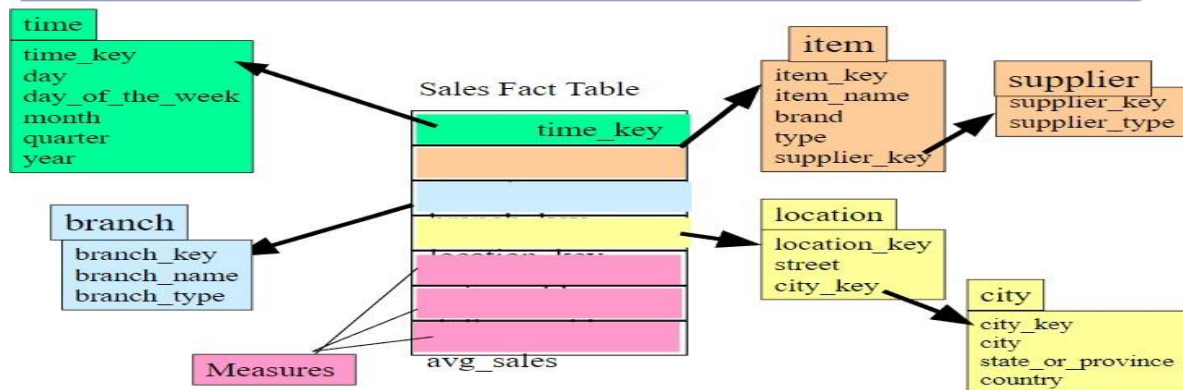 time
time_key
day
day_of_the_week
month
quarter
year
Sales Fact Table
time_key
item
item_key
item_name
brand
type
supplier_key
supplier
supplier_key
supplier_type
branch
branch_key
branch_name
branch_type
location_key
location
location_key
street
city_key
city
city_key
city
state_or_province
country
Measures
avg_sales